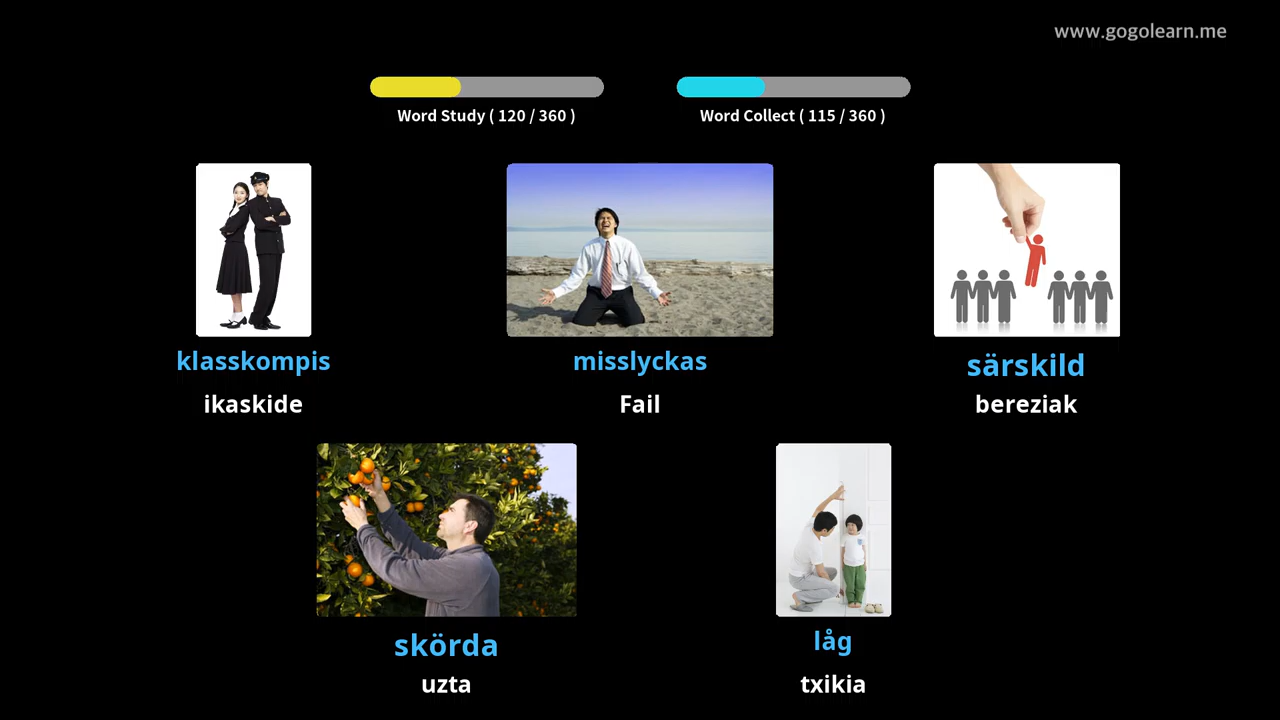 www.gogolearn.me
Word Study ( 120 / 360 )
Word Collect ( 115 / 360 )
klasskompis
ikaskide
misslyckas
Fail
särskild
bereziak
skörda
uzta
låg
txikia